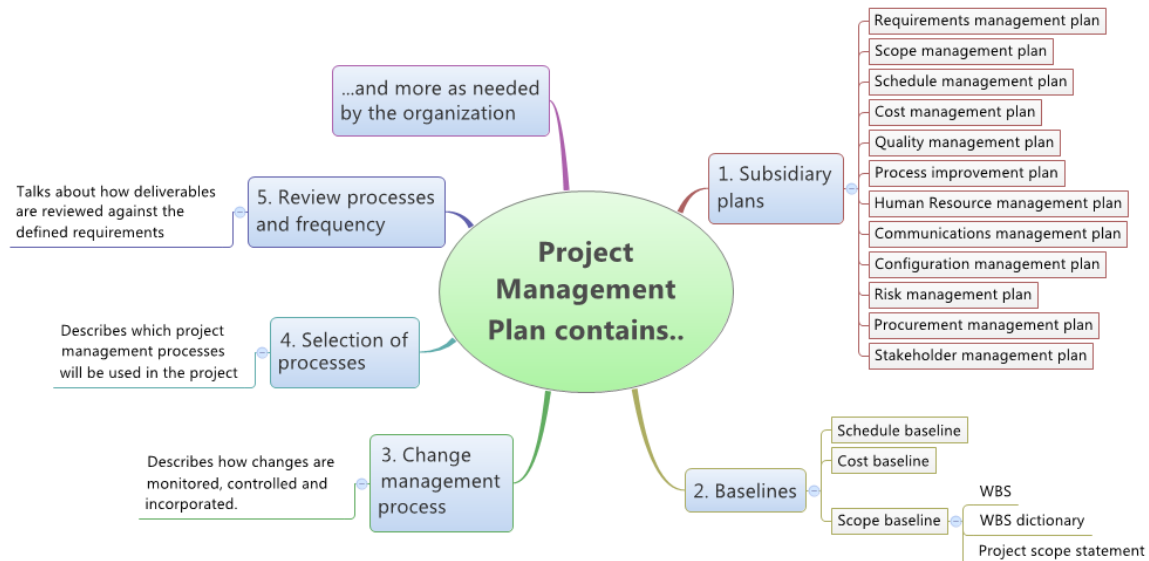 Project
Management
Plan contains..
1. Subsidiary
plans
Requirements management plan
Scope management plan
Schedule management plan
Cost management plan
Quality management plan
Process improvement plan
Human Resource management plan
Communications management plan
Configuration management plan
Risk management plan
Procurement management plan
Stakeholder management plan
2. Baselines
Schedule baseline
Cost baseline
Scope baseline
WBS
WBS dictionary
Project scope statement
3. Change
management
process
Describes how changes are
monitored, controlled and
incorporated.
4. Selection of
processes
Describes which project
management processes
will be used in the project
5. Review processes
and frequency
Talks about how deliverables
are reviewed against the
defined requirements
...and more as needed
by the organization